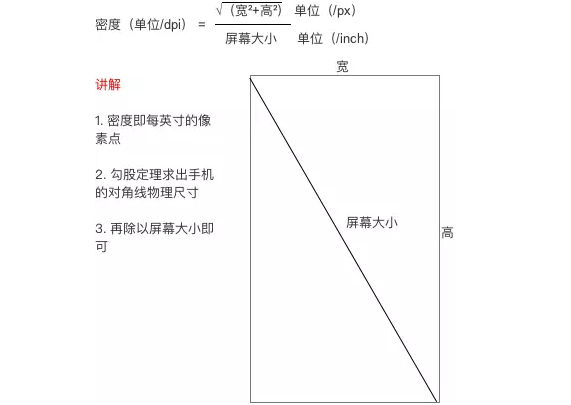 密度（单位/dpi） = √（宽²+高²） 单位（/px）
屏幕大小 单位（/inch）
宽
讲解
1. 密度即每英寸的像
素点
2. 勾股定理求出手机
的对角线物理尺寸
屏幕大小
3. 再除以屏幕大小即
可
高